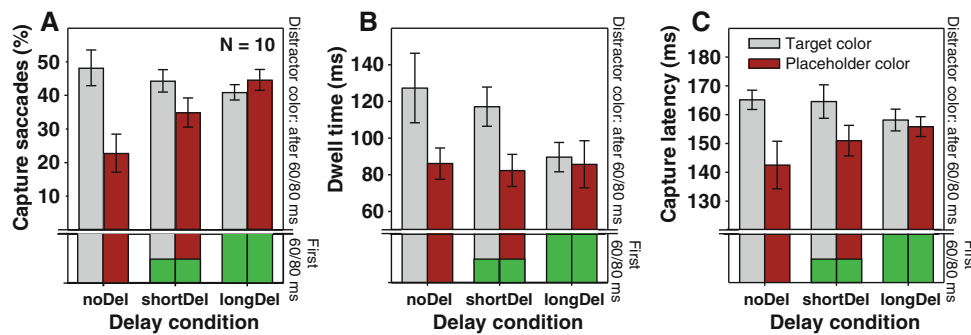 A
N = 10
Capture saccades (%)
50
40
30
20
10
Distractor color: after 60/80 ms
First
60/80 ms
noDel shortDel longDel
Delay condition
B
Dwell time (ms)
140
120
100
80
60
Distractor color: after 60/80 ms
First
60/80 ms
noDel shortDel longDel
Delay condition
C
Target color
Placeholder color
Capture latency (ms)
180
170
160
150
140
130
Distractor color: after 60/80 ms
First
60/80 ms
noDel shortDel longDel
Delay condition